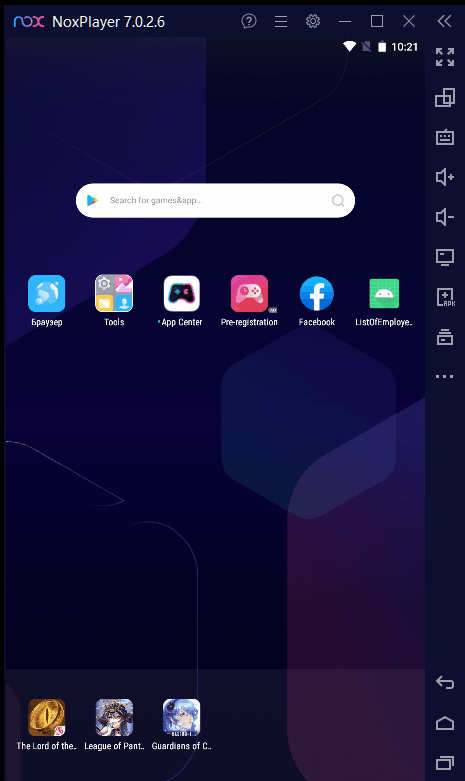 nox NoxPlayer 7.0.2.6
10:21
Search for games&app...
Браузер
Tools
App Center
Pre-registration
Facebook
ListOfEmploye..
APK
The Lord of the..
League of Pant..
Guardians of C..